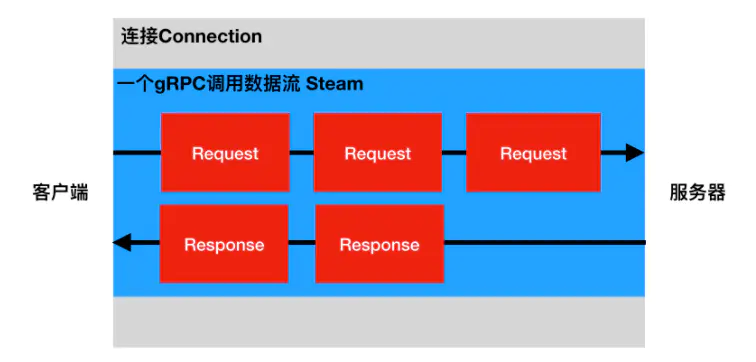 连接Connection
一个gRPC调用数据流 Steam
Request
Request
Request
客户端
服务器
Response
Response